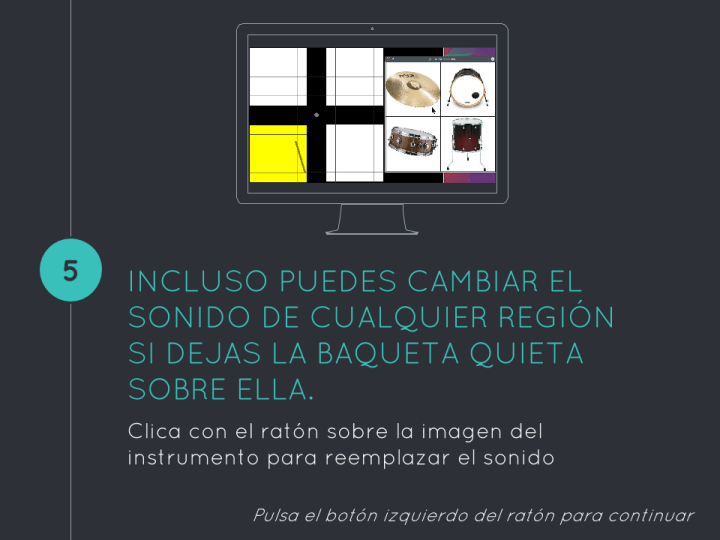 5
INCLUSO PUEDES CAMBIAR EL
SONIDO DE CUALQUIER REGIÓN
SI DEJAS LA BAQUETA QUIETA
SOBRE ELLA.
Clica con el ratón sobre la imagen del
instrumento para reemplazar el sonido
Pulsa el botón izquierdo del ratón para continuar